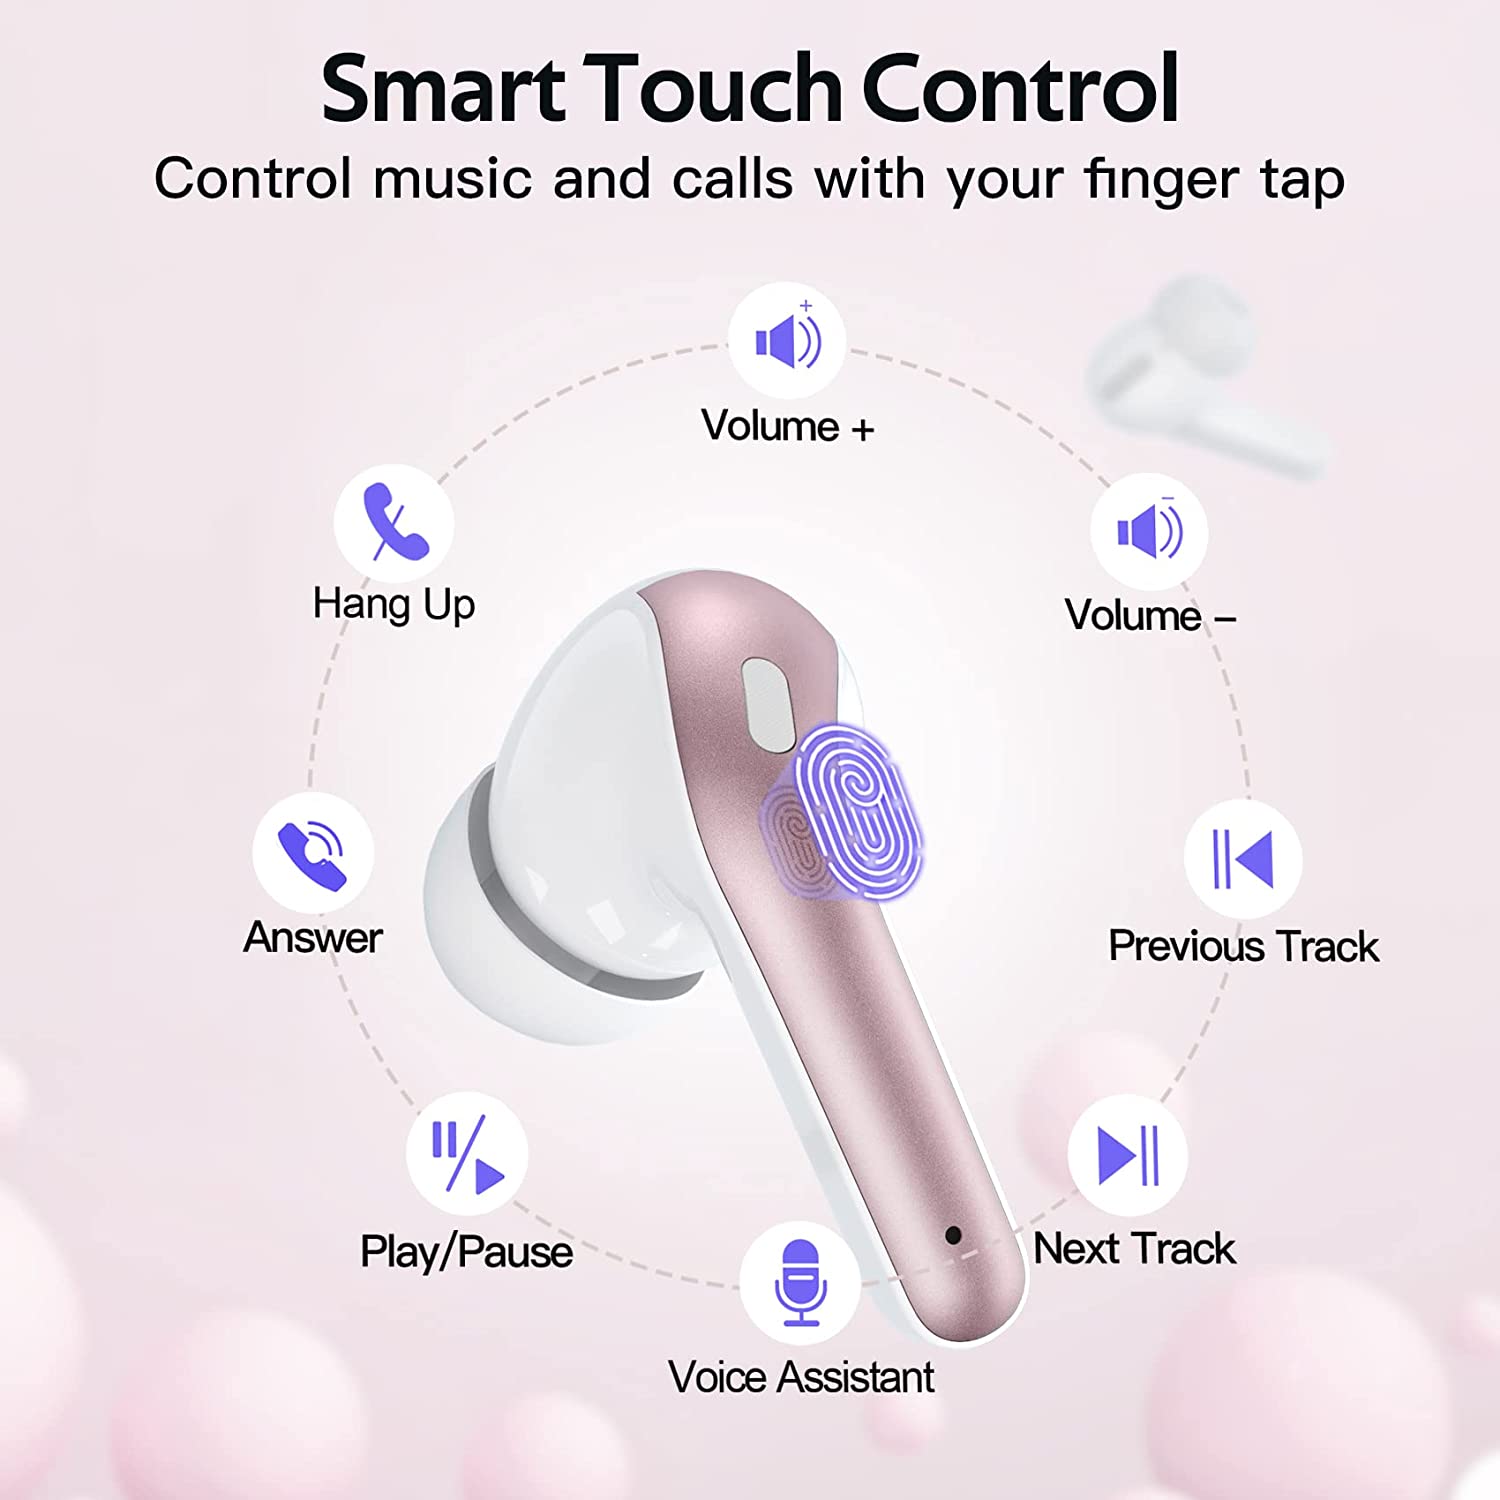 Smart Touch Control
Control music and calls with your finger tap
Volume +
Volume –
Hang Up
Answer
Previous Track
Play/Pause
Next Track
Voice Assistant